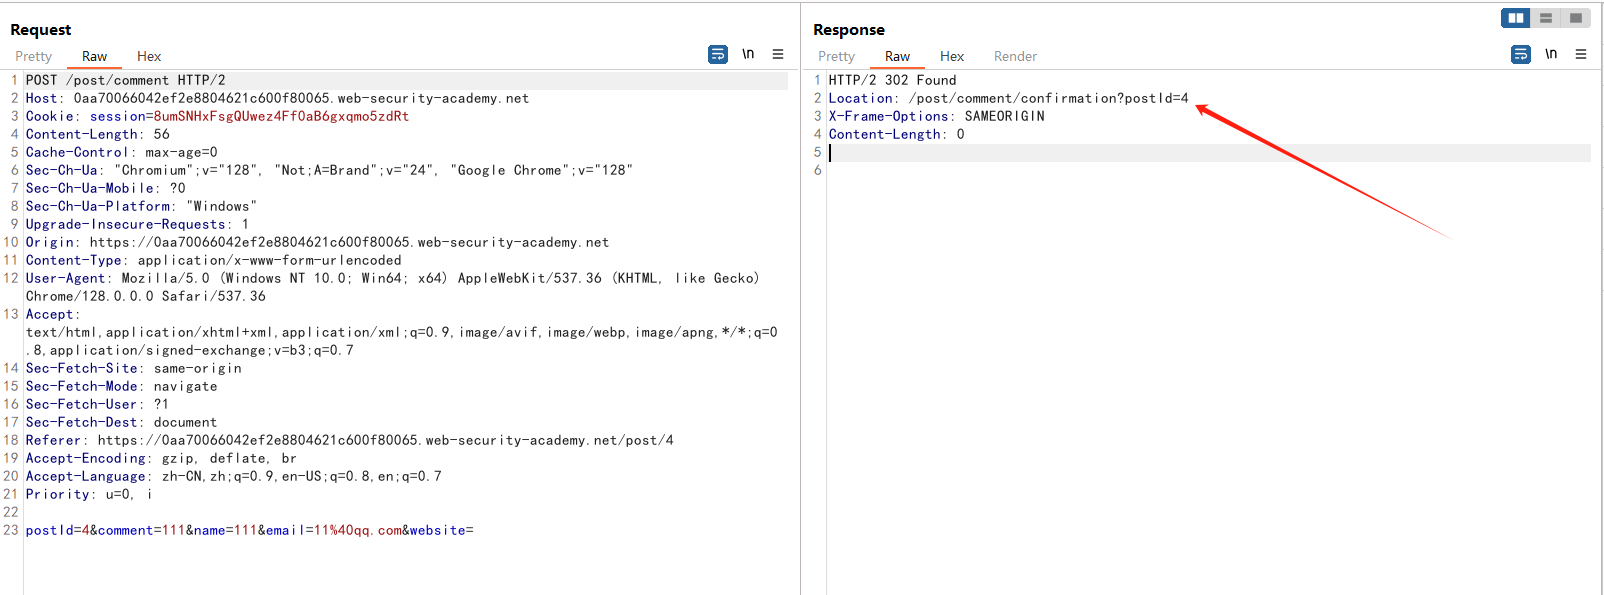 Request
Pretty Raw Hex
\n
1 POST /post/comment HTTP/2
2 Host: 0aa70066042ef2e8804621c600f80065.web-security-academy.net
3 Cookie: session=8umSNHxFsgQUwez4Ff0aB6gxqmo5zdRt
4 Content-Length: 56
5 Cache-Control: max-age=0
6 Sec-Ch-Ua: "Chromium";v="128", "Not;A=Brand";v="24", "Google Chrome";v="128"
7 Sec-Ch-Ua-Mobile: ?0
8 Sec-Ch-Ua-Platform: "Windows"
9 Upgrade-Insecure-Requests: 1
10 Origin: https://0aa70066042ef2e8804621c600f80065.web-security-academy.net
11 Content-Type: application/x-www-form-urlencoded
12 User-Agent: Mozilla/5.0 (Windows NT 10.0; Win64; x64) AppleWebKit/537.36 (KHTML, like Gecko)
Chrome/128.0.0.0 Safari/537.36
13 Accept:
text/html,application/xhtml+xml,application/xml;q=0.9,image/avif,image/webp,image/apng,*/*;q=0
.8,application/signed-exchange;v=b3;q=0.7
14 Sec-Fetch-Site: same-origin
15 Sec-Fetch-Mode: navigate
16 Sec-Fetch-User: ?1
17 Sec-Fetch-Dest: document
18 Referer: https://0aa70066042ef2e8804621c600f80065.web-security-academy.net/post/4
19 Accept-Encoding: gzip, deflate, br
20 Accept-Language: zh-CN,zh;q=0.9,en-US;q=0.8,en;q=0.7
21 Priority: u=0, i
22
23 postId=4&comment=111&name=111&email=11%40qq.com&website=
Response
Pretty Raw Hex Render
\n
1 HTTP/2 302 Found
2 Location: /post/comment/confirmation?postId=4
3 X-Frame-Options: SAMEORIGIN
4 Content-Length: 0
5
6